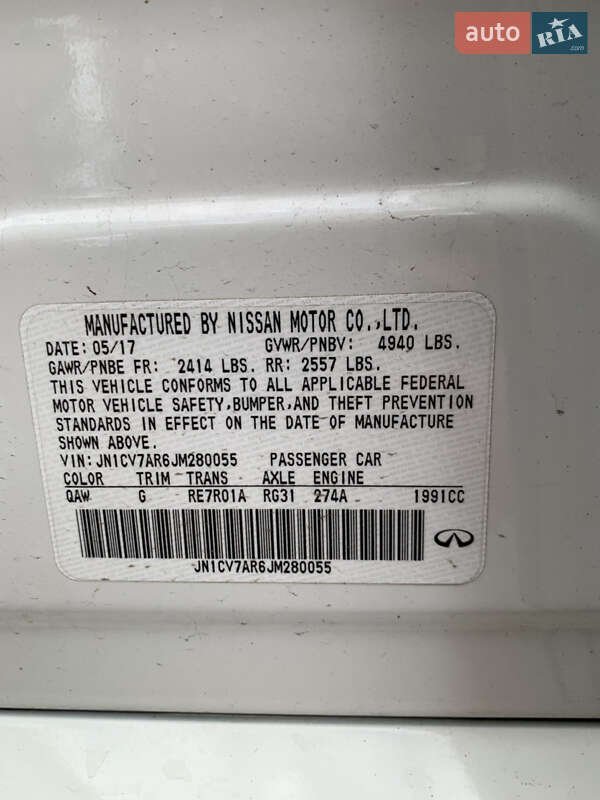 auto RIA .com
MANUFACTURED BY NISSAN MOTOR CO.,LTD.
DATE: 05/17 GVWR/PNBV: 4940 LBS.
GAWR/PNBE FR: 2414 LBS. RR: 2557 LBS.
THIS VEHICLE CONFORMS TO ALL APPLICABLE FEDERAL
MOTOR VEHICLE SAFETY,BUMPER,AND THEFT PREVENTION
STANDARDS IN EFFECT ON THE DATE OF MANUFACTURE
SHOWN ABOVE.
VIN: JN1CV7AR6JM280055 PASSENGER CAR
COLOR TRIM TRANS AXLE ENGINE
QAW G RE7R01A RG31 274A 1991CC
JN1CV7AR6JM280055